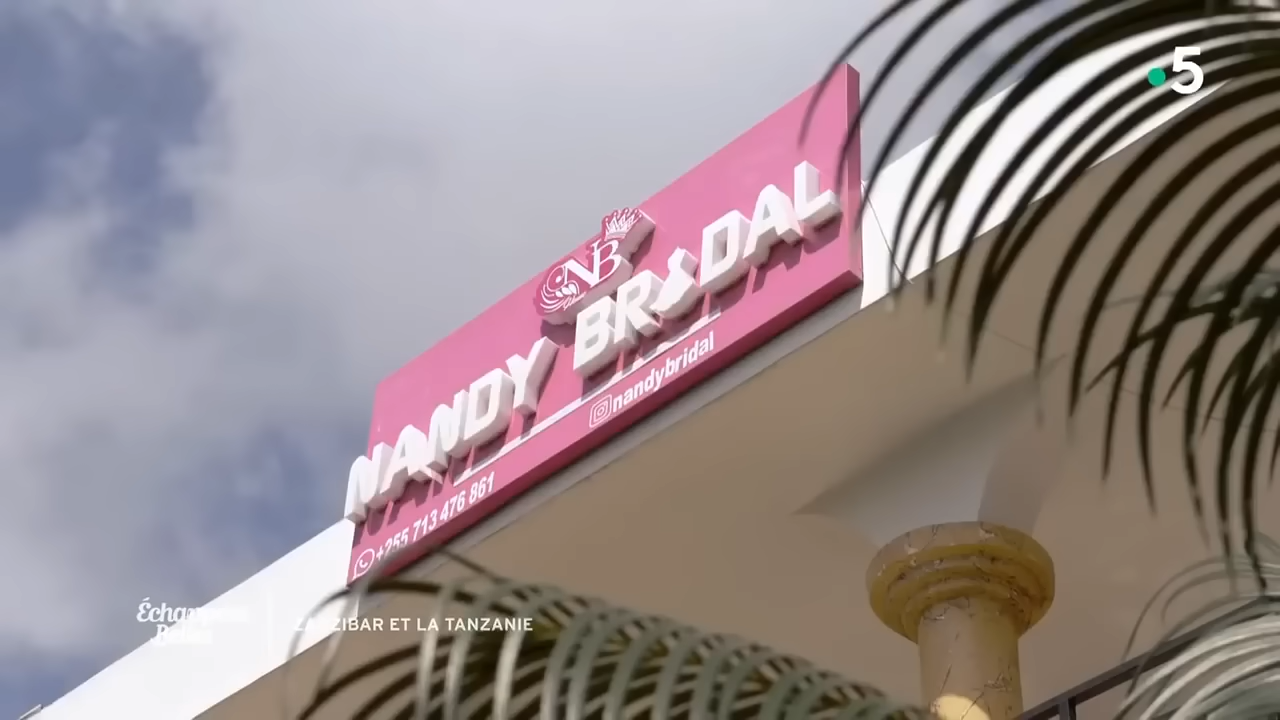 5
NB
NANDY BRIDAL
nandybridal
+255 713 476 861
Échappées
Belles
ZANZIBAR ET LA TANZANIE